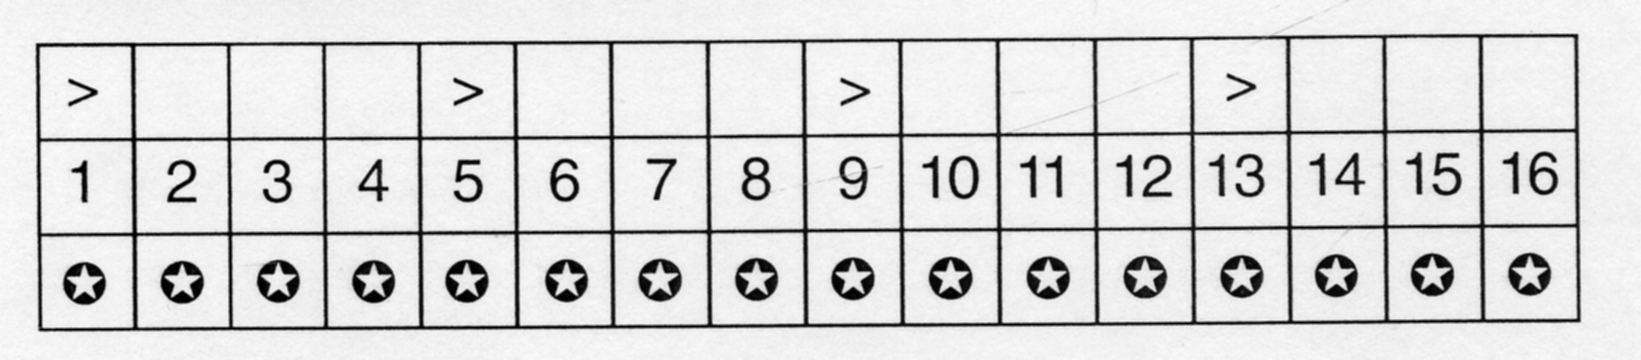 > > > >
1 2 3 4 5 6 7 8 9 10 11 12 13 14 15 16
✪ ✪ ✪ ✪ ✪ ✪ ✪ ✪ ✪ ✪ ✪ ✪ ✪ ✪ ✪ ✪